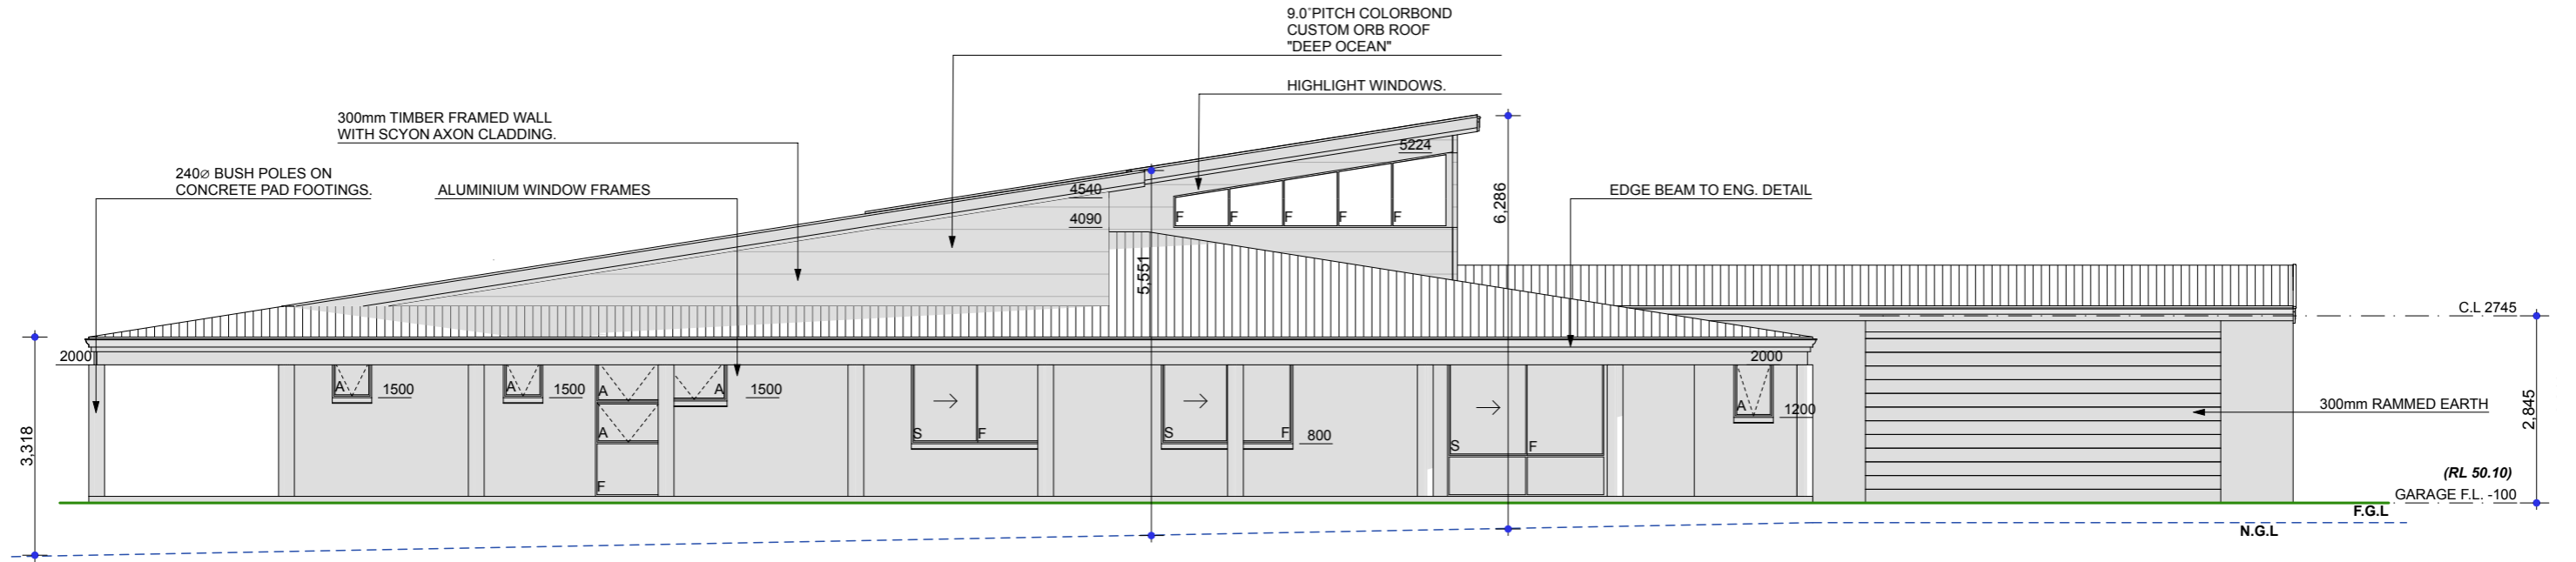 9.0°PITCH COLORBOND
CUSTOM ORB ROOF
"DEEP OCEAN"
HIGHLIGHT WINDOWS.
300mm TIMBER FRAMED WALL
WITH SCYON AXON CLADDING.
240⌀ BUSH POLES ON
CONCRETE PAD FOOTINGS.
ALUMINIUM WINDOW FRAMES
EDGE BEAM TO ENG. DETAIL
5224
4540
4090
F F F F F
6,286
5,551
C.L 2745
2000
2000
A 1500
A 1500
A
A 1500
A
F
S F
S F
800
S F
A 1200
300mm RAMMED EARTH
3,318
2,845
(RL 50.10)
GARAGE F.L. -100
F.G.L
N.G.L